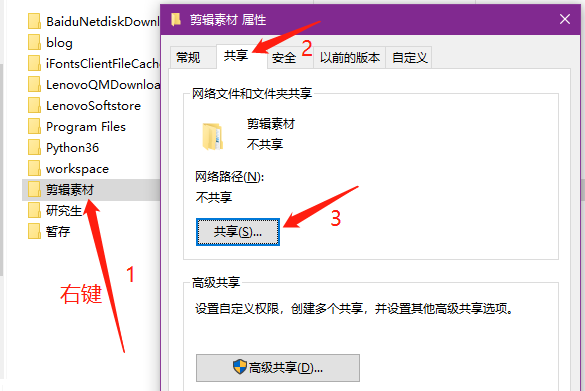 BaiduNetdiskDownl
blog
iFontsClientFileCach
LenovoQMDownloa
LenovoSoftstore
Program Files
Python36
workspace
剪辑素材
研究生
暂存
右键
1
剪辑素材 属性
常规
共享
2
安全
以前的版本
自定义
网络文件和文件夹共享
剪辑素材
不共享
网络路径(N):
不共享
共享(S)...
3
高级共享
设置自定义权限，创建多个共享，并设置其他高级共享选项。
高级共享(D)...